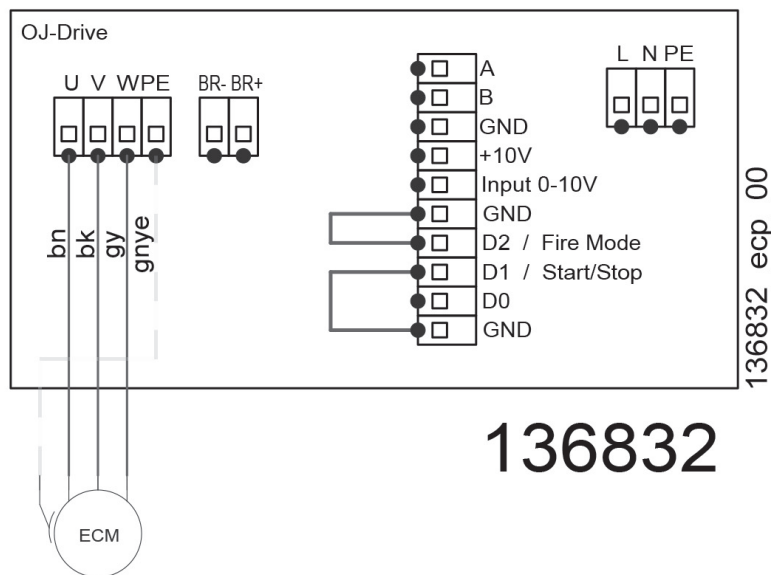 OJ-Drive
U V W PE
BR- BR+
L N PE
A
B
GND
+10V
Input 0-10V
GND
D2 / Fire Mode
D1 / Start/Stop
D0
GND
bn
bk
gy
gnye
ECM
136832 ecp 00
136832